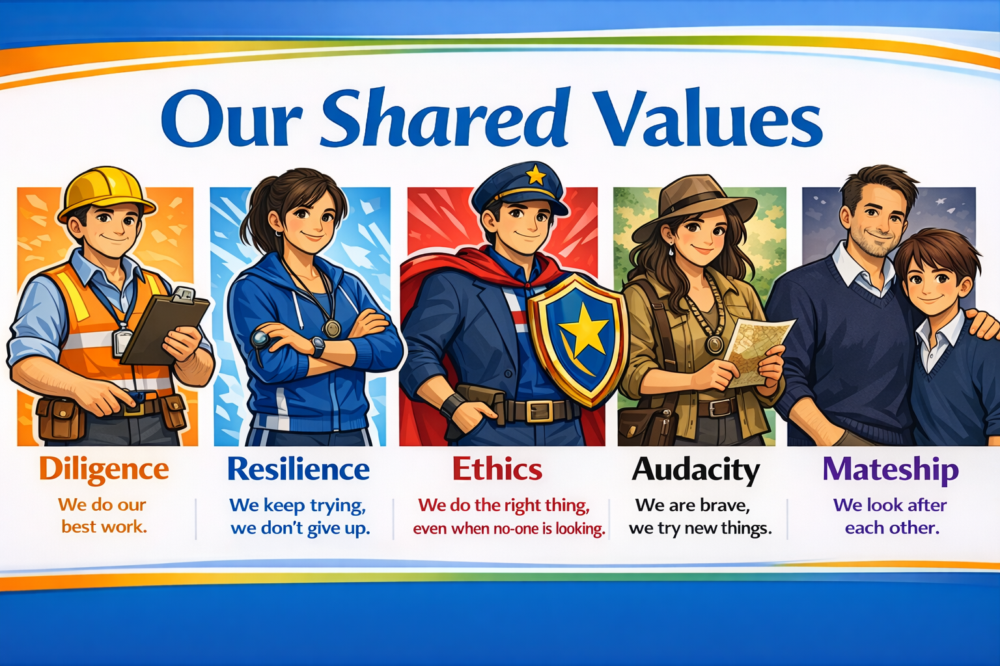 Our Shared Values
Diligence
We do our
best work.
Resilience
We keep trying,
we don't give up.
Ethics
We do the right thing,
even when no-one is looking.
Audacity
We are brave,
we try new things.
Mateship
We look after
each other.